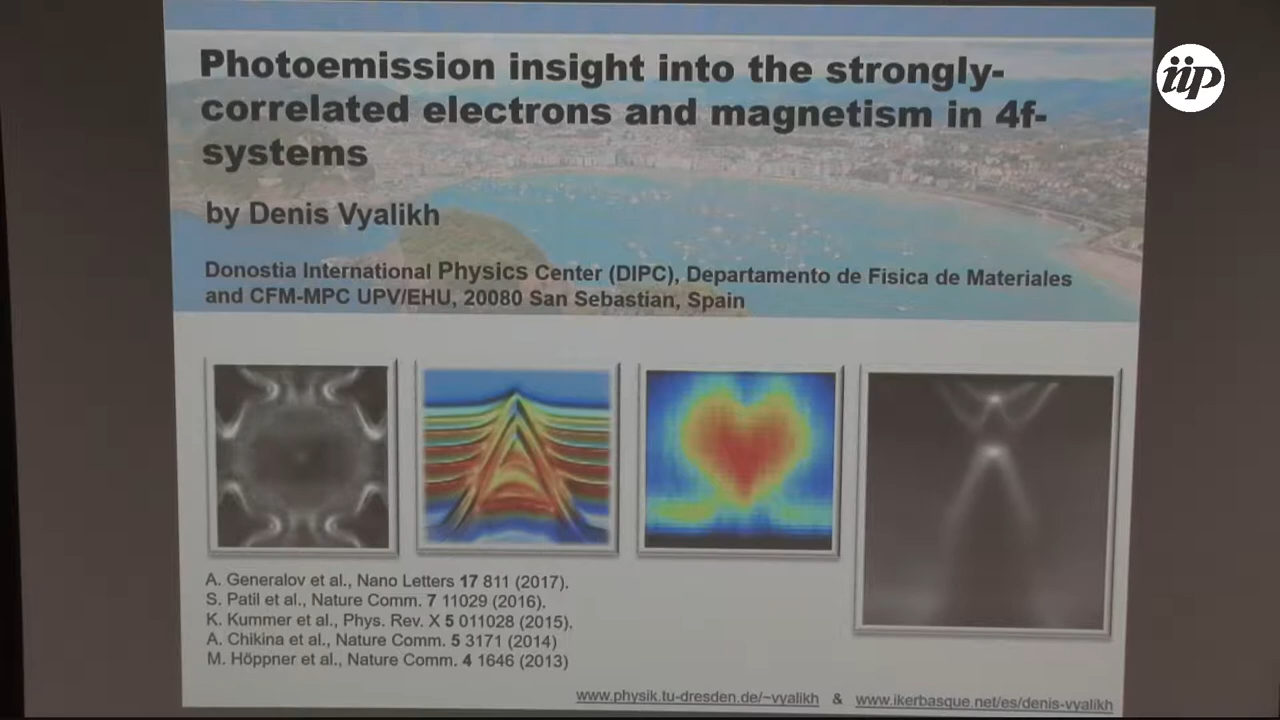 Photoemission insight into the strongly-
correlated electrons and magnetism in 4f-
systems
iip
by Denis Vyalikh
Donostia International Physics Center (DIPC), Departamento de Fisica de Materiales
and CFM-MPC UPV/EHU, 20080 San Sebastian, Spain
A. Generalov et al., Nano Letters 17 811 (2017).
S. Patil et al., Nature Comm. 7 11029 (2016).
K. Kummer et al., Phys. Rev. X 5 011028 (2015).
A. Chikina et al., Nature Comm. 5 3171 (2014)
M. Höppner et al., Nature Comm. 4 1646 (2013)
www.physik.tu-dresden.de/~vyalikh & www.ikerbasque.net/es/denis-vyalikh